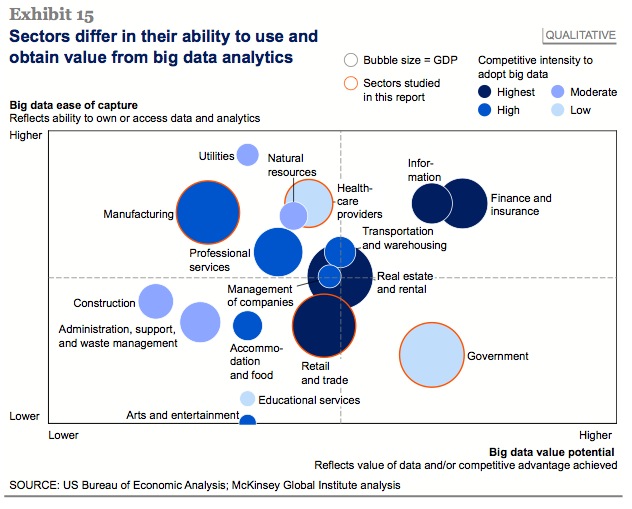 Exhibit 15
Sectors differ in their ability to use and
obtain value from big data analytics
QUALITATIVE
Bubble size = GDP
Sectors studied
in this report
Competitive intensity to
adopt big data
Highest
Moderate
High
Low
Big data ease of capture
Reflects ability to own or access data and analytics
Higher
Utilities
Natural
resources
Health-
care
providers
Infor-
mation
Finance and
insurance
Manufacturing
Transportation
and warehousing
Professional
services
Real estate
and rental
Management
of companies
Construction
Administration, support,
and waste management
Accommo-
dation
and food
Retail
and trade
Government
Educational services
Arts and entertainment
Lower
Lower
Higher
Big data value potential
Reflects value of data and/or competitive advantage achieved
SOURCE: US Bureau of Economic Analysis; McKinsey Global Institute analysis